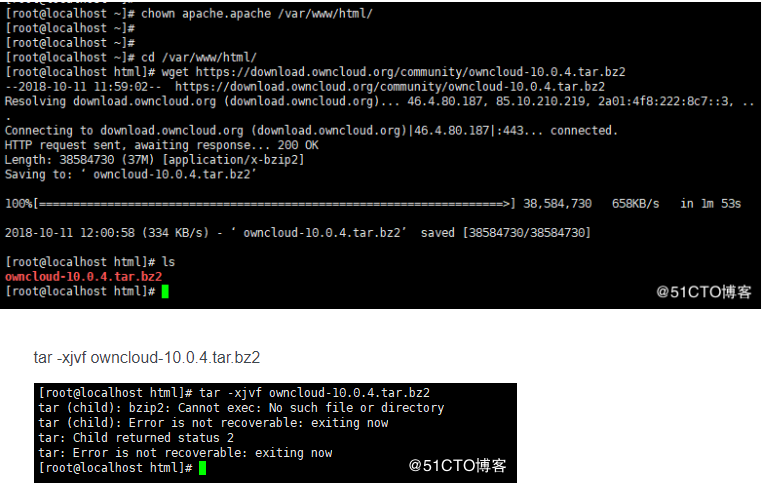 [root@localhost ~]# chown apache.apache /var/www/html/
[root@localhost ~]#
[root@localhost ~]#
[root@localhost ~]# cd /var/www/html/
[root@localhost html]# wget https://download.owncloud.org/community/owncloud-10.0.4.tar.bz2
--2018-10-11 11:59:02--  https://download.owncloud.org/community/owncloud-10.0.4.tar.bz2
Resolving download.owncloud.org (download.owncloud.org)... 46.4.80.187, 85.10.210.219, 2a01:4f8:222:8c7::3, ..
.
Connecting to download.owncloud.org (download.owncloud.org)|46.4.80.187|:443... connected.
HTTP request sent, awaiting response... 200 OK
Length: 38584730 (37M) [application/x-bzip2]
Saving to: ‘ owncloud-10.0.4.tar.bz2’
100%[====================================================================>] 38,584,730   658KB/s   in 1m 53s
2018-10-11 12:00:58 (334 KB/s) - ‘ owncloud-10.0.4.tar.bz2’ saved [38584730/38584730]
[root@localhost html]# ls
owncloud-10.0.4.tar.bz2
[root@localhost html]#
@51CTO博客
tar -xjvf owncloud-10.0.4.tar.bz2
[root@localhost html]# tar -xjvf owncloud-10.0.4.tar.bz2
tar (child): bzip2: Cannot exec: No such file or directory
tar (child): Error is not recoverable: exiting now
tar: Child returned status 2
tar: Error is not recoverable: exiting now
[root@localhost html]#
@51CTO博客